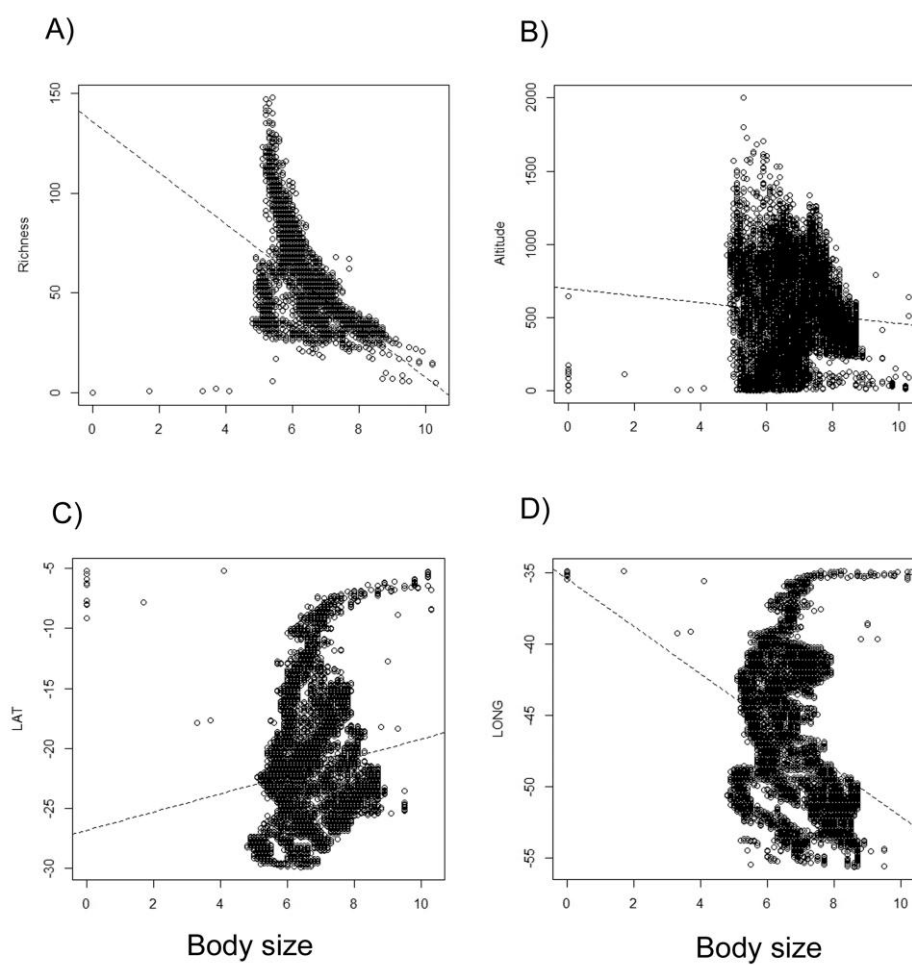 A)
B)
Richness
0 50 100 150
0 2 4 6 8 10
Altitude
0 500 1000 1500 2000
0 2 4 6 8 10
C)
D)
LAT
-30 -25 -20 -15 -10 -5
0 2 4 6 8 10
Body size
LONG
-55 -50 -45 -40 -35
0 2 4 6 8 10
Body size